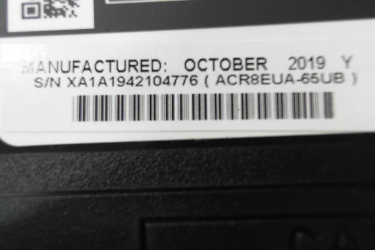 MANUFACTURED: OCTOBER 2019 Y
S/N XA1A1942104776 ( ACR8EUA-65UB )